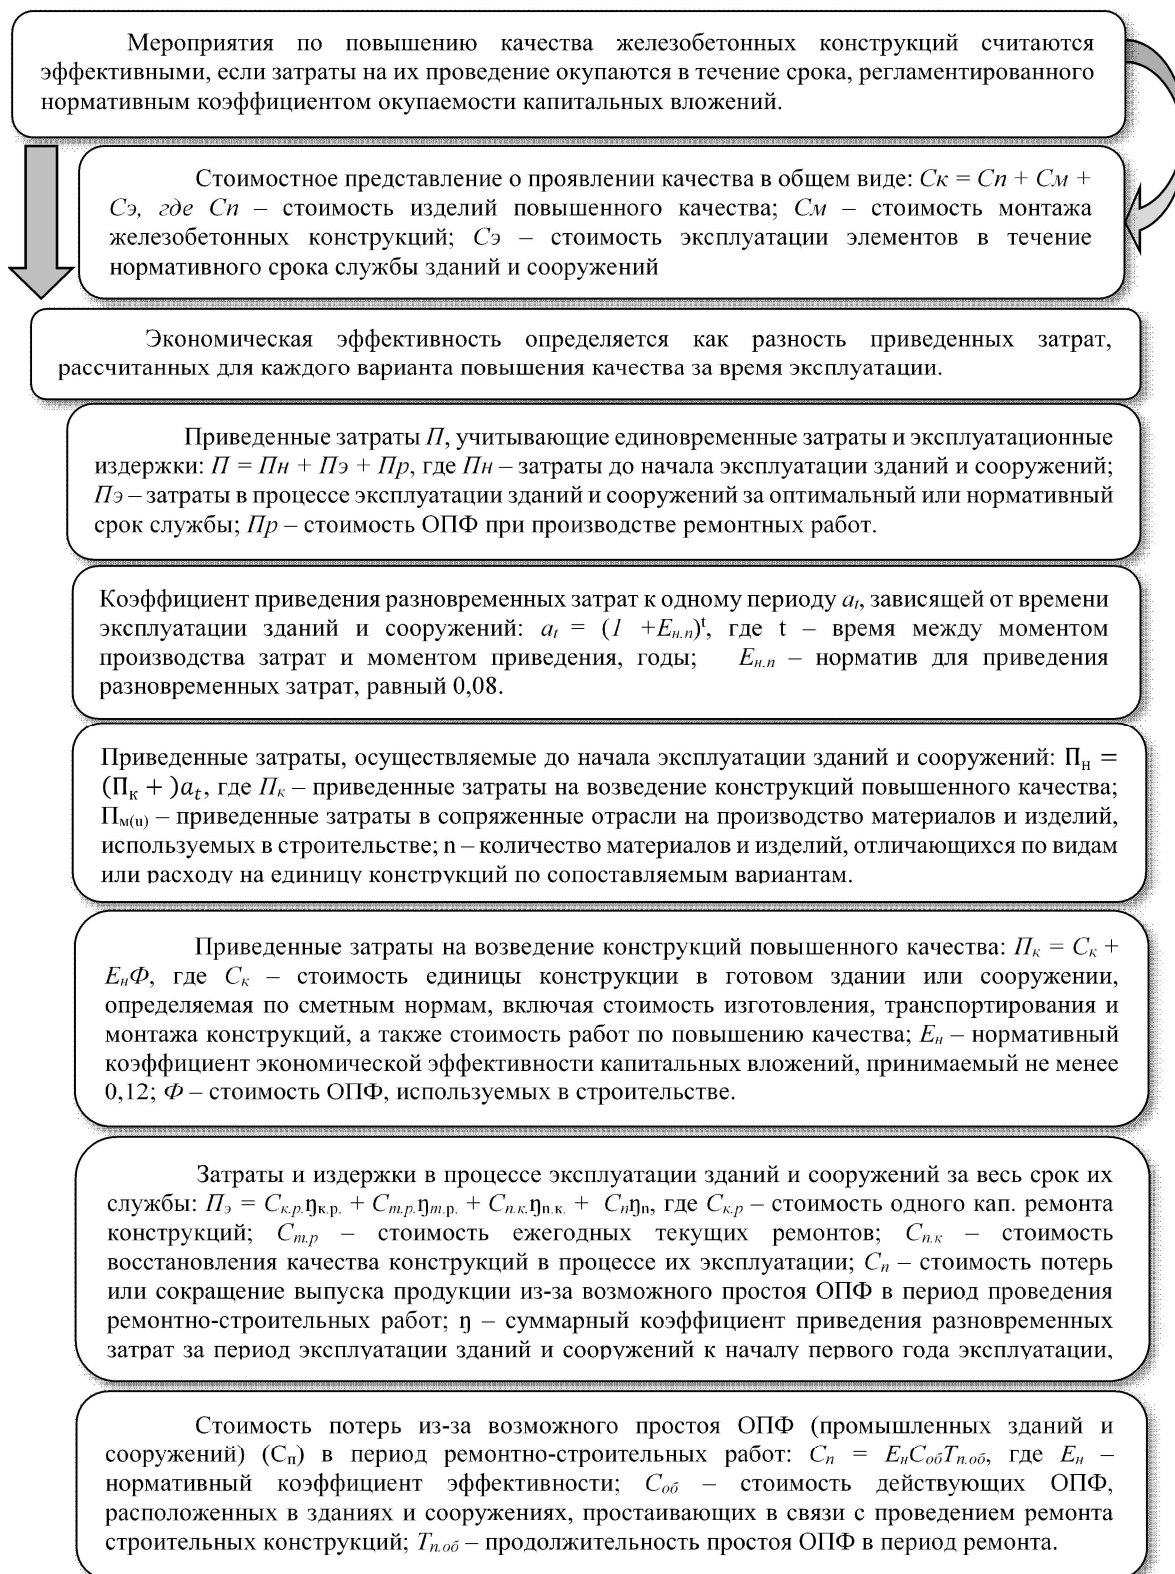 Мероприятия по повышению качества железобетонных конструкций считаются
эффективными, если затраты на их проведение окупаются в течение срока, регламентированного
нормативным коэффициентом окупаемости капитальных вложений.
Стоимостное представление о проявлении качества в общем виде: Ск = Сп + См +
Сэ, где Сп – стоимость изделий повышенного качества; См – стоимость монтажа
железобетонных конструкций; Сэ – стоимость эксплуатации элементов в течение
нормативного срока службы зданий и сооружений
Экономическая эффективность определяется как разность приведенных затрат,
рассчитанных для каждого варианта повышения качества за время эксплуатации.
Приведенные затраты П, учитывающие единовременные затраты и эксплуатационные
издержки: П = Пн + Пэ + Пр, где Пн – затраты до начала эксплуатации зданий и сооружений;
Пэ – затраты в процессе эксплуатации зданий и сооружений за оптимальный или нормативный
срок службы; Пр – стоимость ОПФ при производстве ремонтных работ.
Коэффициент приведения разновременных затрат к одному периоду aₜ, зависящей от времени
эксплуатации зданий и сооружений: aₜ = (1 +Eн.п)ᵗ, где t – время между моментом
производства затрат и моментом приведения, годы; Eн.п – норматив для приведения
разновременных затрат, равный 0,08.
Приведенные затраты, осуществляемые до начала эксплуатации зданий и сооружений: Пн =
(Пк + )aₜ, где Пк – приведенные затраты на возведение конструкций повышенного качества;
Пм(и) – приведенные затраты в сопряженные отрасли на производство материалов и изделий,
используемых в строительстве; n – количество материалов и изделий, отличающихся по видам
или расходу на единицу конструкций по сопоставляемым вариантам.
Приведенные затраты на возведение конструкций повышенного качества: Пк = Ск +
EнФ, где Ск – стоимость единицы конструкции в готовом здании или сооружении,
определяемая по сметным нормам, включая стоимость изготовления, транспортирования и
монтажа конструкций, а также стоимость работ по повышению качества; Eн – нормативный
коэффициент экономической эффективности капитальных вложений, принимаемый не менее
0,12; Ф – стоимость ОПФ, используемых в строительстве.
Затраты и издержки в процессе эксплуатации зданий и сооружений за весь срок их
службы: Пэ = Ск.р.ŋк.р. + Ст.р.ŋт.р. + Сп.к.ŋп.к. + Спŋп, где Ск.р – стоимость одного кап. ремонта
конструкций; Ст.р – стоимость ежегодных текущих ремонтов; Сп.к – стоимость
восстановления качества конструкций в процессе их эксплуатации; Сп – стоимость потерь
или сокращение выпуска продукции из-за возможного простоя ОПФ в период проведения
ремонтно-строительных работ; ŋ – суммарный коэффициент приведения разновременных
затрат за период эксплуатации зданий и сооружений к началу первого года эксплуатации,
Стоимость потерь из-за возможного простоя ОПФ (промышленных зданий и
сооружений) (Сп) в период ремонтно-строительных работ: Сп = EнСобТп.об, где Eн –
нормативный коэффициент эффективности; Соб – стоимость действующих ОПФ,
расположенных в зданиях и сооружениях, простаивающих в связи с проведением ремонта
строительных конструкций; Тп.об – продолжительность простоя ОПФ в период ремонта.